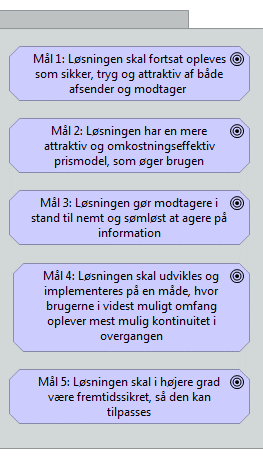 Mål 1: Løsningen skal fortsat opleves
som sikker, tryg og attraktiv af både
afsender og modtager
Mål 2: Løsningen har en mere
attraktiv og omkostningseffektiv
prismodel, som øger brugen
Mål 3: Løsningen gør modtagere i
stand til nemt og sømløst at agere på
information
Mål 4: Løsningen skal udvikles og
implementeres på en måde, hvor
brugerne i videst muligt omfang
oplever mest mulig kontinuitet i
overgangen
Mål 5: Løsningen skal i højere grad
være fremtidssikret, så den kan
tilpasses